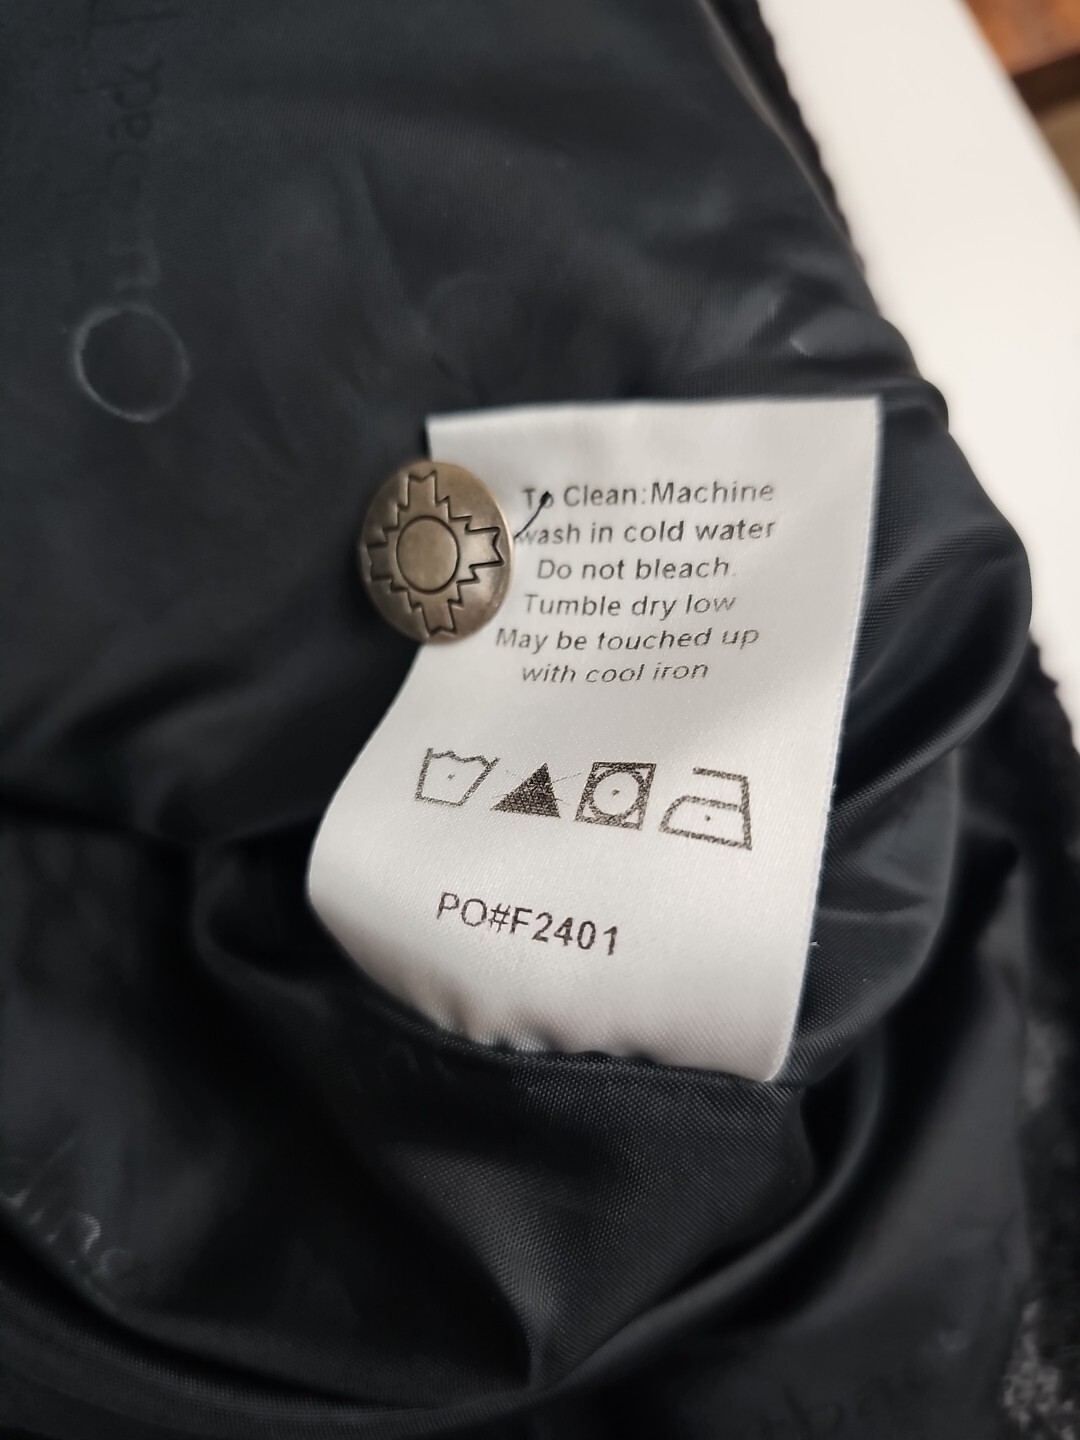 To Clean:Machine
wash in cold water
Do not bleach.
Tumble dry low
May be touched up
with cool iron
PO#F2401